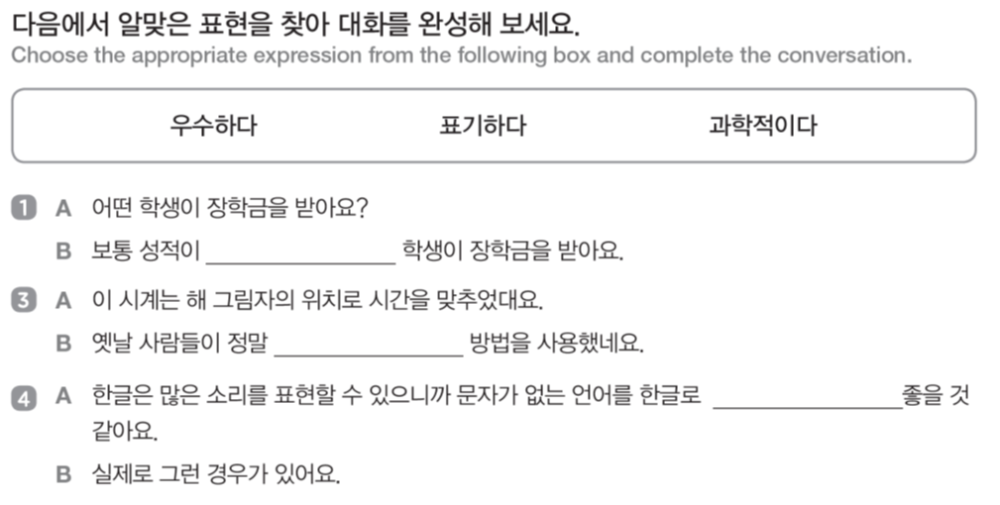 다음에서 알맞은 표현을 찾아 대화를 완성해 보세요.
Choose the appropriate expression from the following box and complete the conversation.
우수하다 표기하다 과학적이다
1 A 어떤 학생이 장학금을 받아요?
B 보통 성적이 ______________ 학생이 장학금을 받아요.
3 A 이 시계는 해 그림자의 위치로 시간을 맞추었대요.
B 옛날 사람들이 정말 ______________ 방법을 사용했네요.
4 A 한글은 많은 소리를 표현할 수 있으니까 문자가 없는 언어를 한글로 ______________좋을 것
같아요.
B 실제로 그런 경우가 있어요.